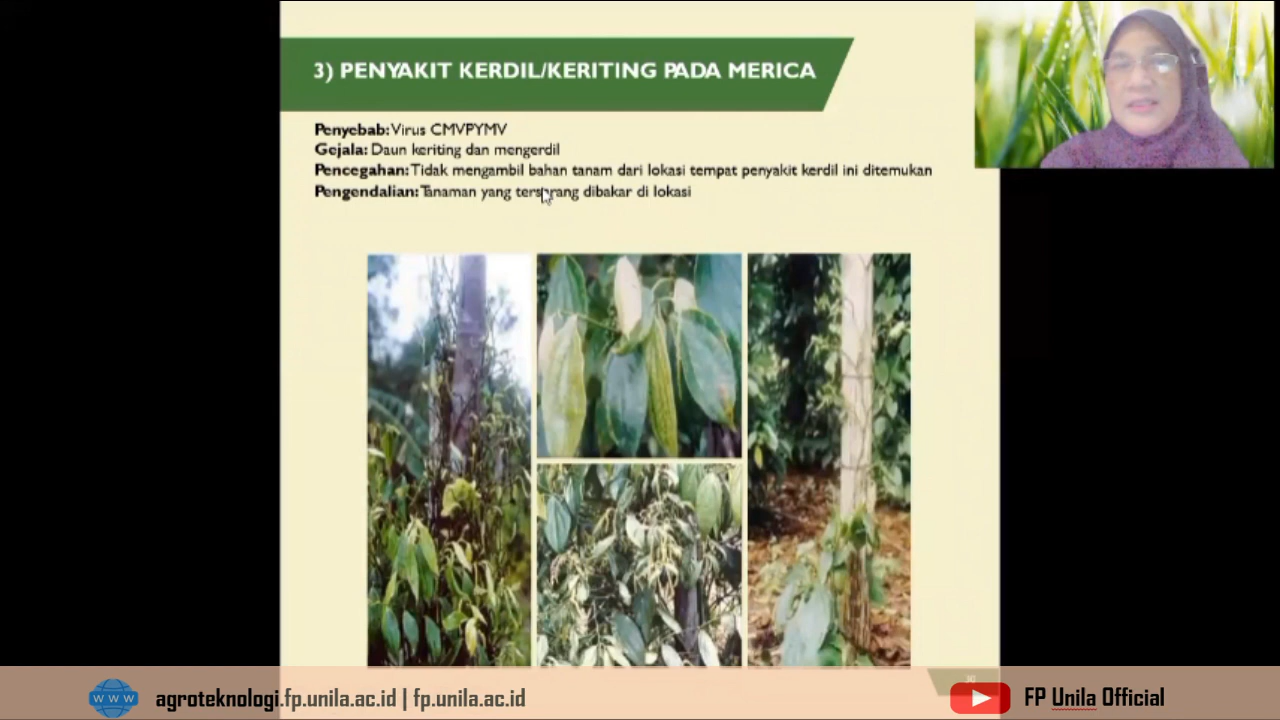 3) PENYAKIT KERDIL/KERITING PADA MERICA
Penyebab: Virus CMVPYMV
Gejala: Daun keriting dan mengerdil
Pencegahan: Tidak mengambil bahan tanam dari lokasi tempat penyakit kerdil ini ditemukan
Pengendalian: Tanaman yang terserang dibakar di lokasi
WWW
agroteknologi.fp.unila.ac.id | fp.unila.ac.id
FP Unila Official